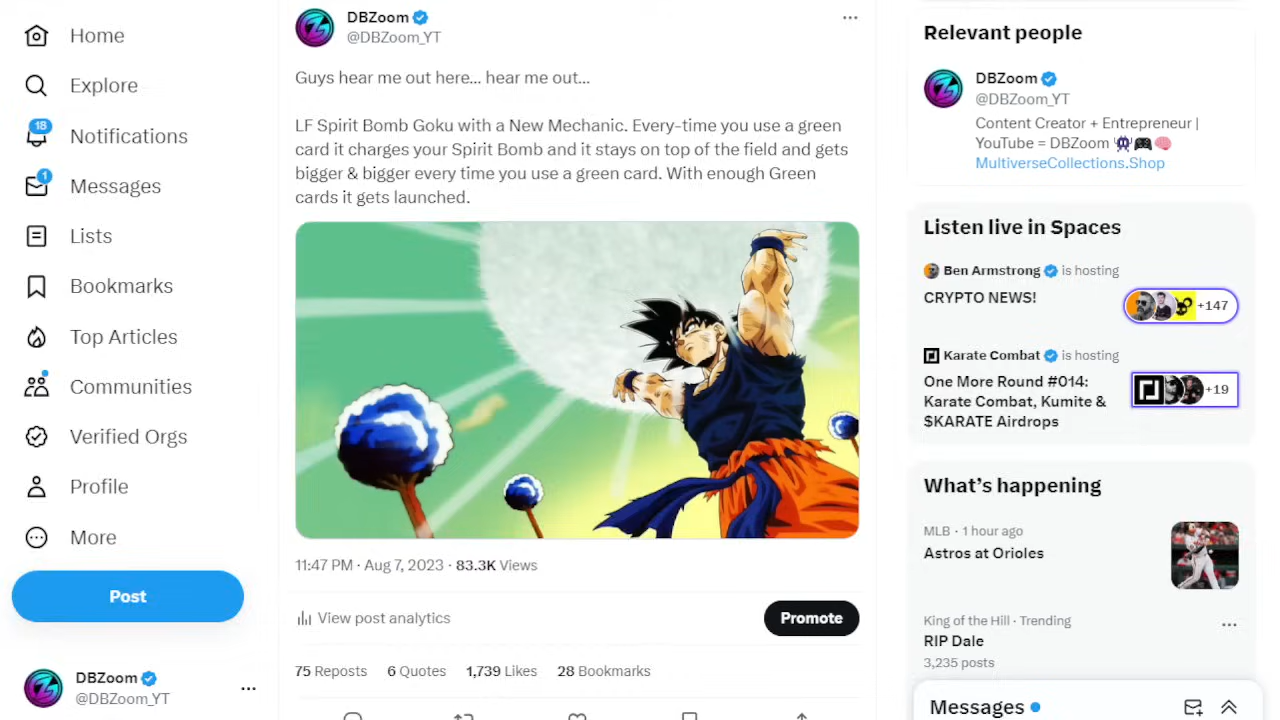 Home
Explore
18
Notifications
1
Messages
Lists
Bookmarks
Top Articles
Communities
Verified Orgs
Profile
More
Post
DBZoom
@DBZoom_YT
DBZoom
@DBZoom_YT
Guys hear me out here... hear me out...
LF Spirit Bomb Goku with a New Mechanic. Every-time you use a green
card it charges your Spirit Bomb and it stays on top of the field and gets
bigger & bigger every time you use a green card. With enough Green
cards it gets launched.
11:47 PM · Aug 7, 2023 · 83.3K Views
View post analytics
Promote
75 Reposts 6 Quotes 1,739 Likes 28 Bookmarks
Relevant people
DBZoom
@DBZoom_YT
Content Creator + Entrepreneur |
YouTube = DBZoom 👾🎮🧠
MultiverseCollections.Shop
Listen live in Spaces
Ben Armstrong is hosting
CRYPTO NEWS!
+147
Karate Combat is hosting
One More Round #014:
Karate Combat, Kumite &
$KARATE Airdrops
+19
What's happening
MLB · 1 hour ago
Astros at Orioles
King of the Hill · Trending
RIP Dale
3,235 posts
Messages